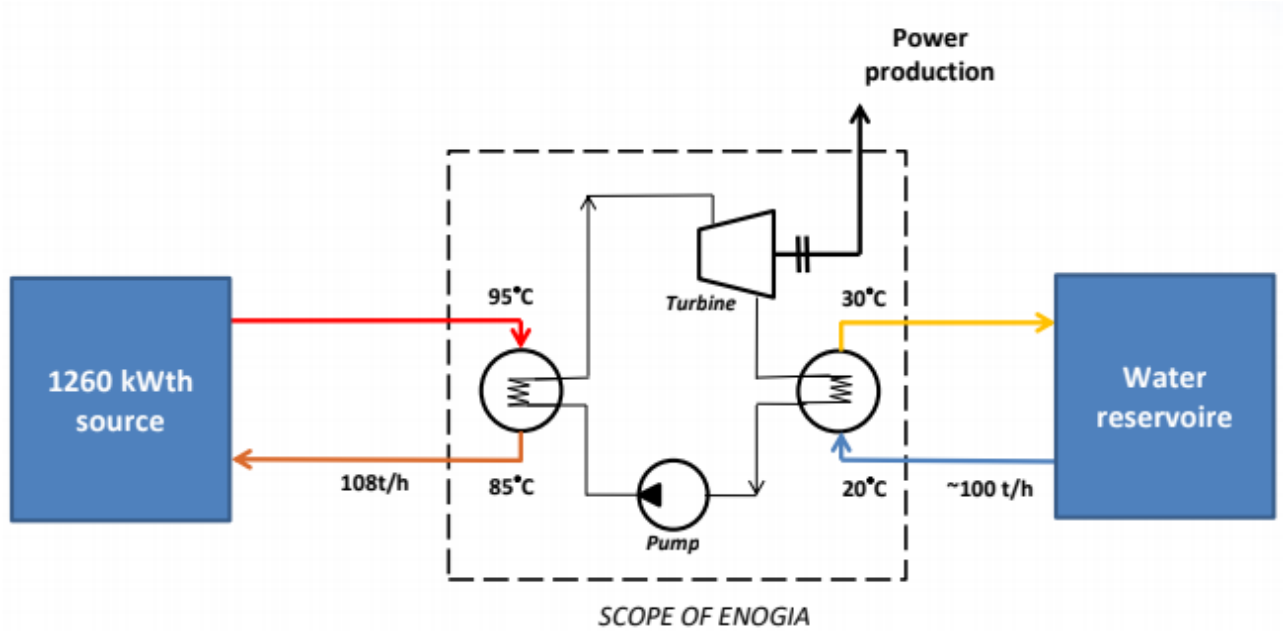 Power
production
95°C
Turbine
30°C
1260 kWth
source
Water
reservoire
108t/h
85°C
20°C
~100 t/h
Pump
SCOPE OF ENOGIA